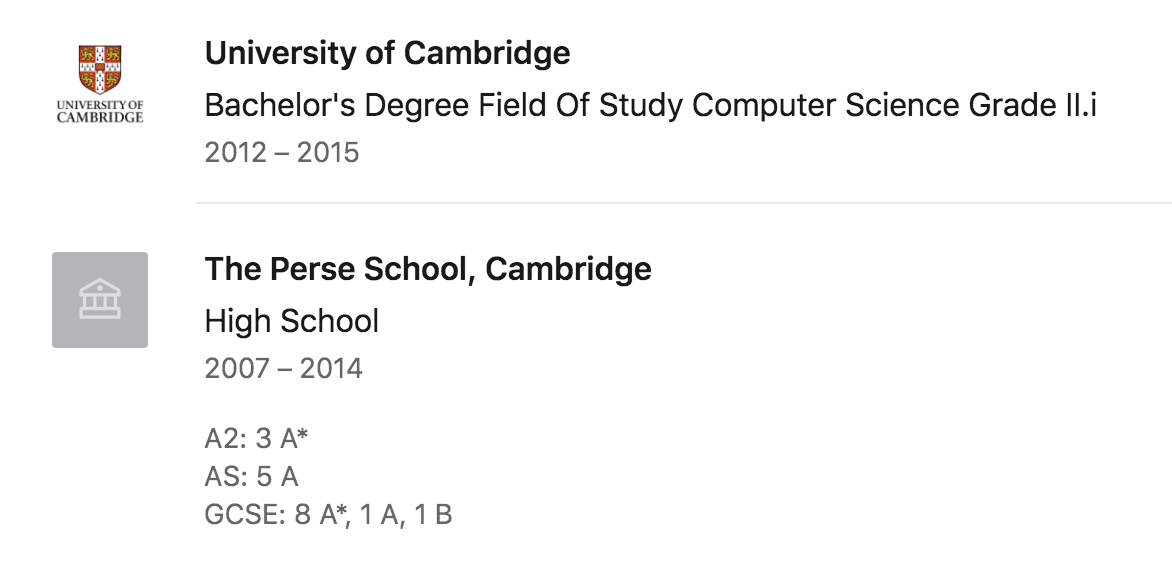 UNIVERSITY OF
CAMBRIDGE
University of Cambridge
Bachelor's Degree Field Of Study Computer Science Grade II.i
2012 – 2015
The Perse School, Cambridge
High School
2007 – 2014
A2: 3 A*
AS: 5 A
GCSE: 8 A*, 1 A, 1 B